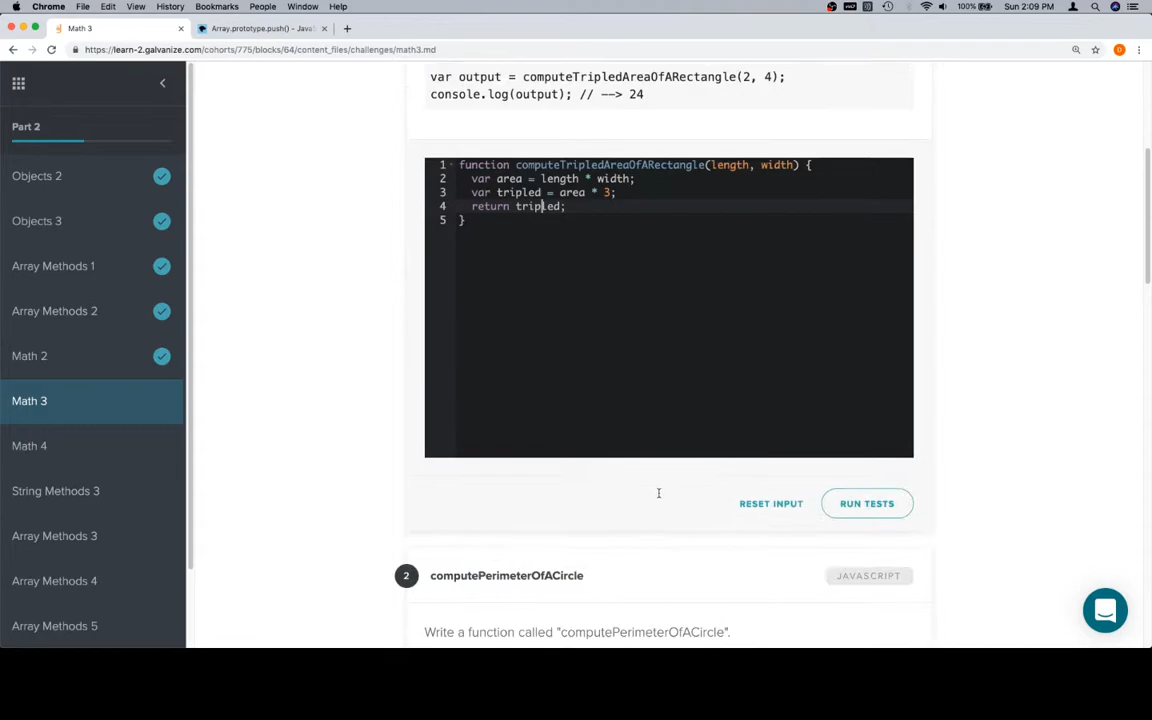 Chrome File Edit View History Bookmarks Window Help 100% Sun 2:09 PM
Math 3 Array.prototype.push() - JavaS
https://learn-2.galvanize.com/cohorts/775/blocks/64/content_files/challenges/math3.md
Part 2
Objects 2
Objects 3
Array Methods 1
Array Methods 2
Math 2
Math 3
Math 4
String Methods 3
Array Methods 3
Array Methods 4
Array Methods 5
var output = computeTripledAreaOfARectangle(2, 4);
console.log(output); // --> 24
1 function computeTripledAreaOfARectangle(length, width) {
2 var area = length * width;
3 var tripled = area * 3;
4 return tripled;
5 }
RESET INPUT RUN TESTS
2 computePerimeterOfACircle JAVASCRIPT
Write a function called "computePerimeterOfACircle".